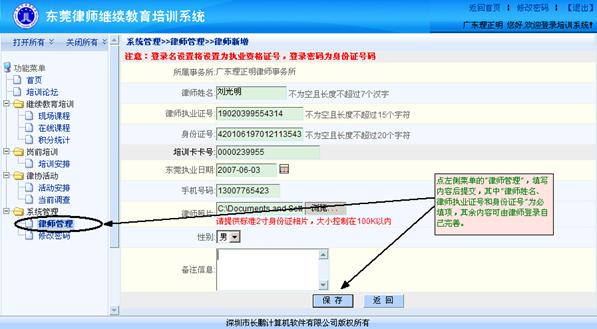 东莞律师继续教育培训系统
返回首页 | 修改密码 | 【退出】
广东理正明 您好,欢迎登录培训系统!
打开所有 关闭所有
系统管理>>律师管理>>律师新增
注意：登录名设置将设置为执业资格证号，登录密码为身份证号码
功能菜单
首页
培训论坛
继续教育培训
现场课程
在线课程
积分统计
岗前培训
培训安排
律协活动
活动安排
当前调查
系统管理
律师管理
修改密码
所属事务所:广东理正明律师事务所
律师姓名 刘光明 不为空且长度不超过7个汉字
律师执业证号: 19020399554314 不为空且长度不超过15个字符
身份证号: 420106197012113543 不为空且长度不超过20个字符
培训卡卡号: 0000239955
东莞执业日期: 2007-06-03
手机号码: 13007765423
律师照片: C:\Documents and Sett 浏览...
请提供标准2寸身份证相片，大小控制在100K以内
性别: 男
备注信息:
保 存 返 回
点左侧菜单的“律师管理”，填写
内容后提交，其中“律师姓名、
律师执业证号和身份证号”为必
填项，其余内容可由律师登录自
己完善。
深圳市长鹏计算机软件有限公司版权所有